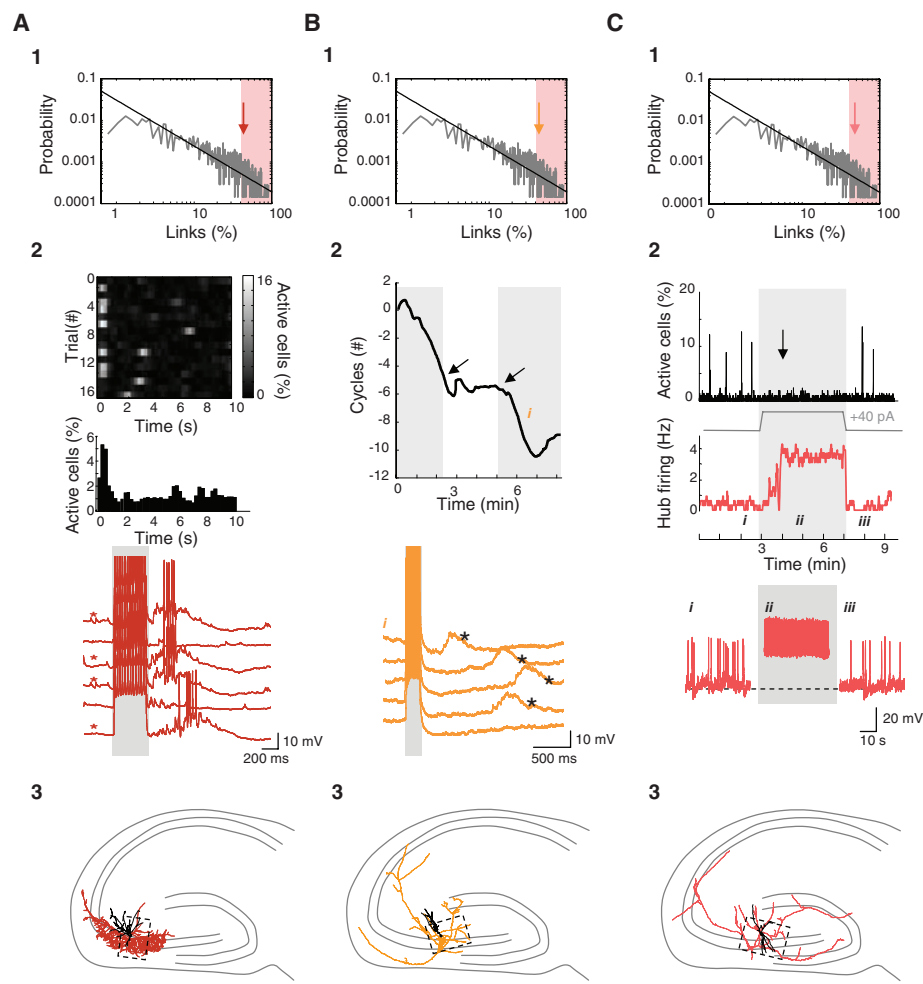 A
B
C
1
1
1
0.1
0.01
0.001
0.0001
Probability
1
10
100
Links (%)
0.1
0.01
0.001
0.0001
Probability
1
10
100
Links (%)
0.1
0.01
0.001
0.0001
Probability
0
10
100
Links (%)
2
2
2
0
4
8
12
16
Trial(#)
0 2 4 6 8 10
Time (s)
16
0
Active cells (%)
6
4
2
0
Active cells (%)
0 2 4 6 8 10
Time (s)
10 mV
200 ms
2
0
-2
-4
-6
-8
-10
-12
Cycles (#)
i
0 3 6
Time (min)
i
* * * *
10 mV
500 ms
20
10
0
Active cells (%)
+40 pA
4
2
0
Hub firing (Hz)
i ii iii
3 6 9
Time (min)
i ii iii
20 mV
10 s
3
3
3